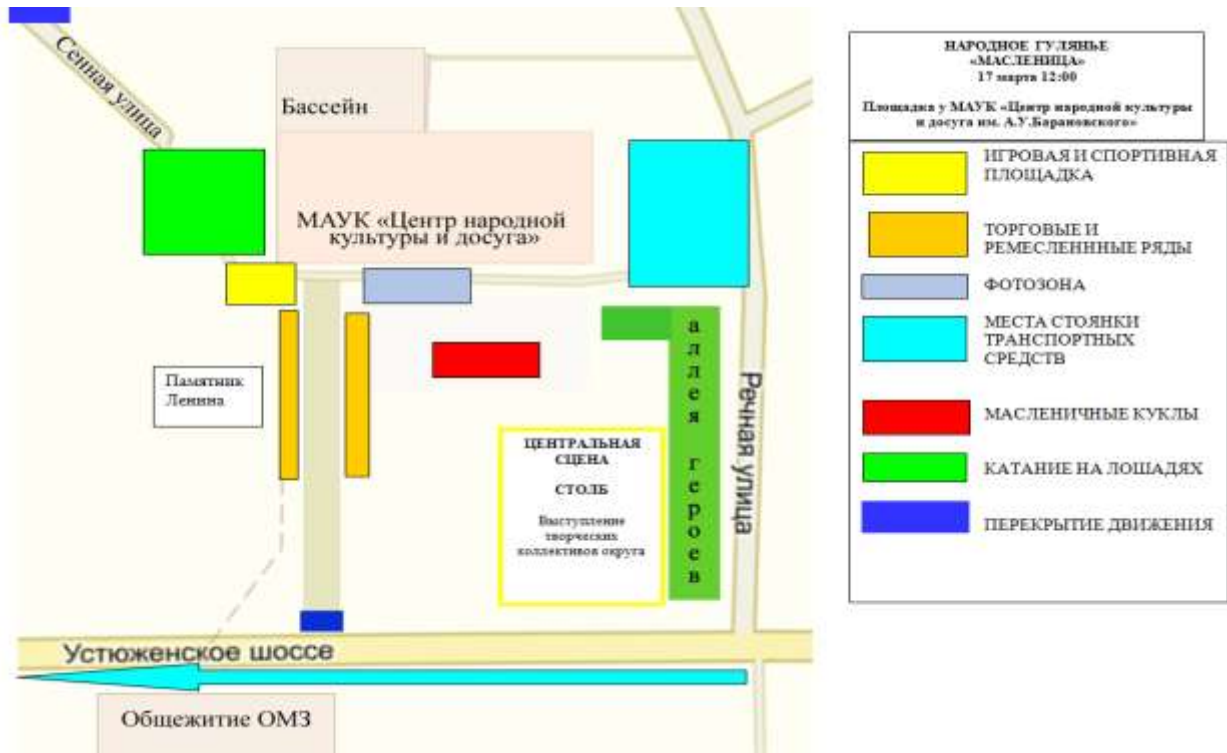 Сенная улица
Бассейн
МАУК «Центр народной
культуры и досуга»
Памятник
Ленина
ЦЕНТРАЛЬНАЯ
СЦЕНА
СТОЛБ
Выступление
творческих
коллективов округа
аллея героев
Речная улица
Устюженское шоссе
Общежитие ОМЗ
НАРОДНОЕ ГУЛЯНЬЕ
«МАСЛЕНИЦА»
17 марта 12:00
Площадка у МАУК «Центр народной культуры
и досуга им. А.У.Барановского»
ИГРОВАЯ И СПОРТИВНАЯ
ПЛОЩАДКА
ТОРГОВЫЕ И
РЕМЕСЛЕНННЫЕ РЯДЫ
ФОТОЗОНА
МЕСТА СТОЯНКИ
ТРАНСПОРТНЫХ
СРЕДСТВ
МАСЛЕНИЧНЫЕ КУКЛЫ
КАТАНИЕ НА ЛОШАДЯХ
ПЕРЕКРЫТИЕ ДВИЖЕНИЯ